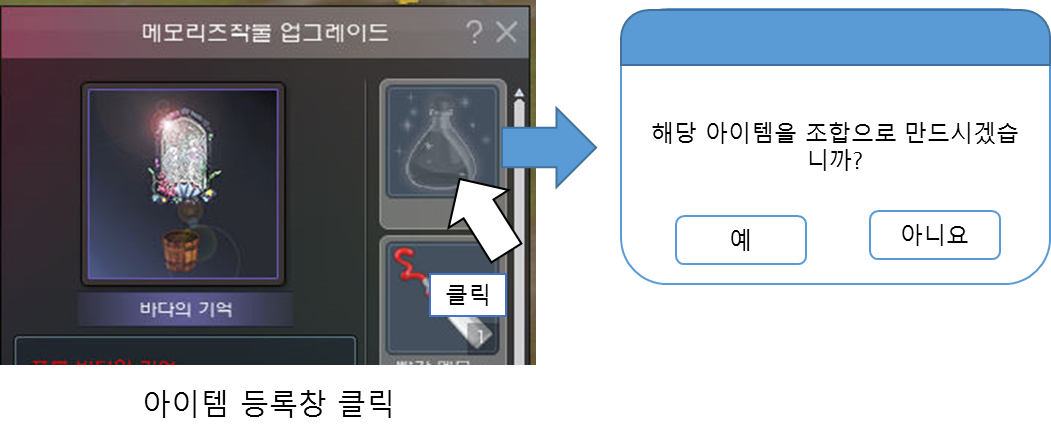 메모리즈작물 업그레이드
?
바다의 기억
클릭
1
아이템 등록창 클릭
해당 아이템을 조합으로 만드시겠습
니까?
예
아니요